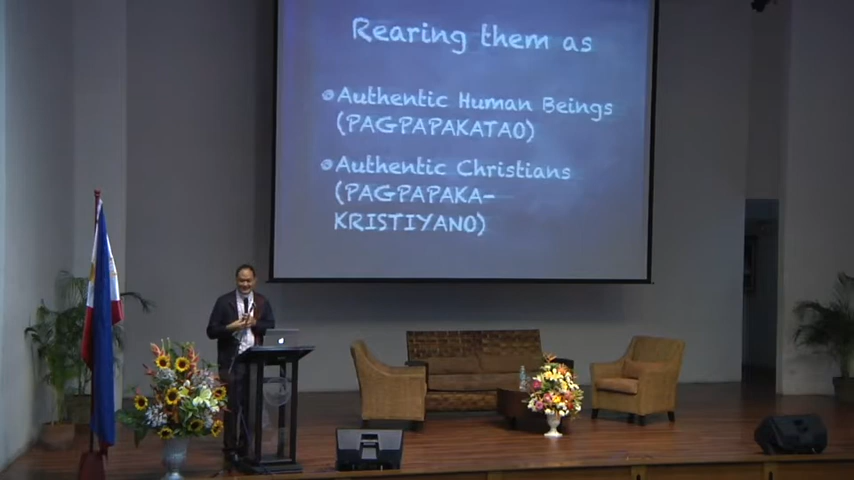 Rearing them as
Authentic Human Beings
(PAGPAPAKATAO)
Authentic Christians
(PAGPAPAKA-
KRISTIYANO)